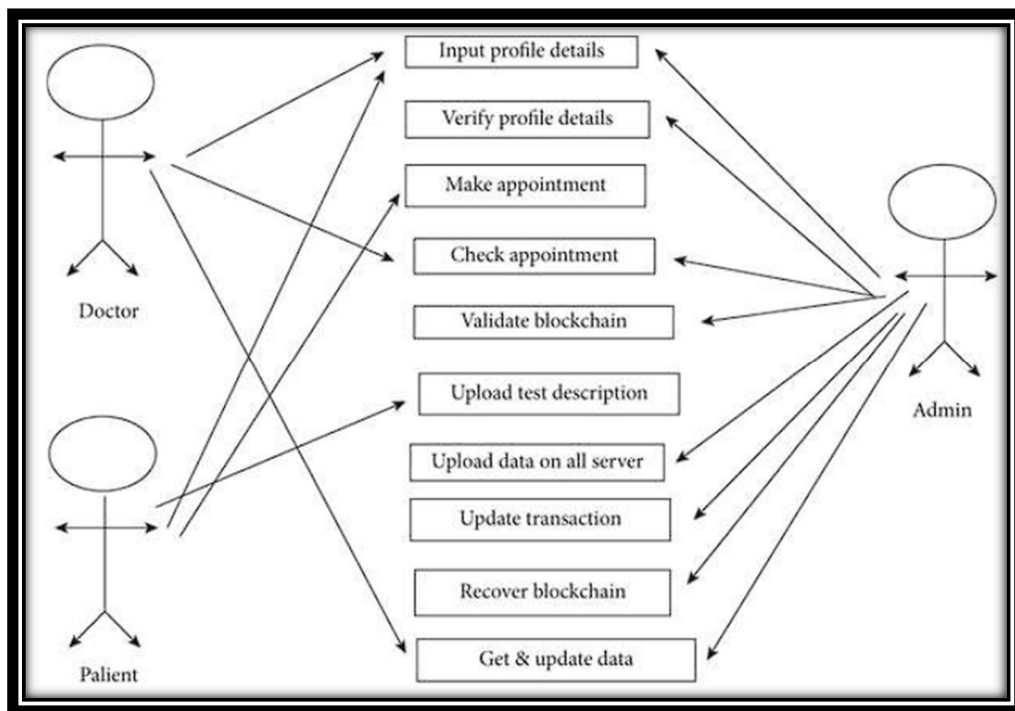 Input profile details
Verify profile details
Make appointment
Check appointment
Doctor
Validate blockchain
Upload test description
Admin
Upload data on all server
Update transaction
Recover blockchain
Get & update data
Palient